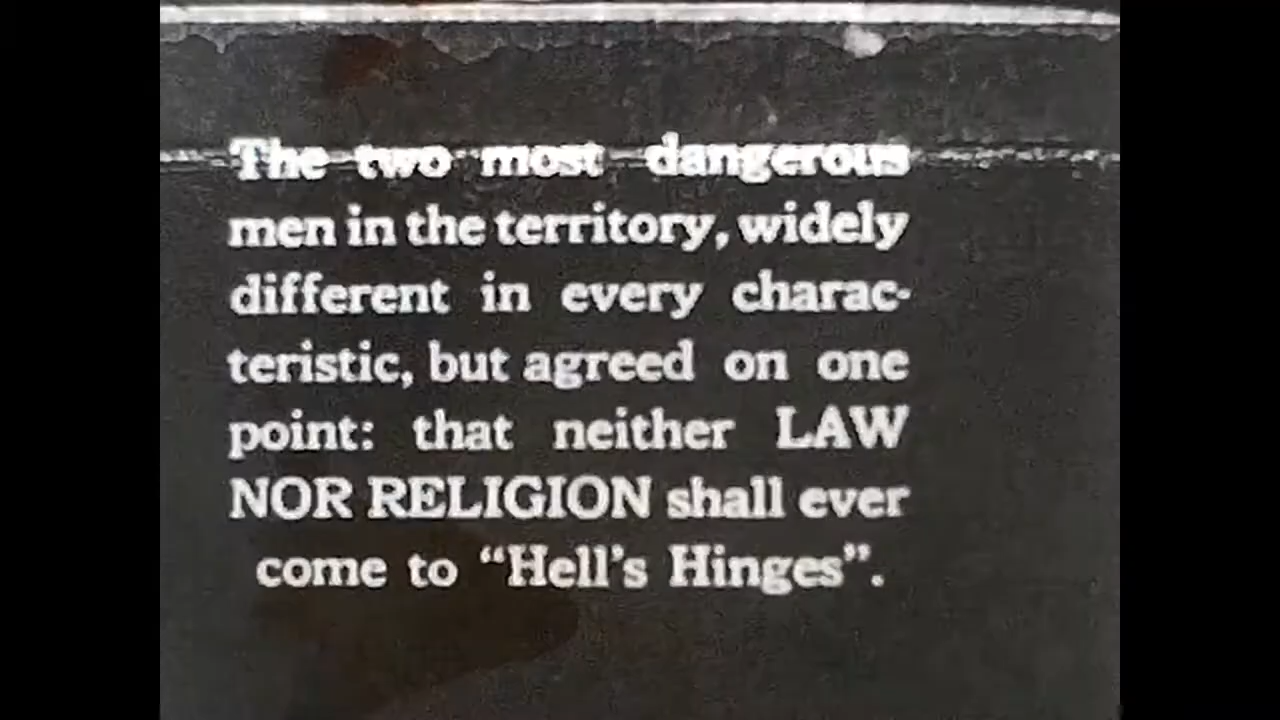 The two most dangerous
men in the territory, widely
different in every charac-
teristic, but agreed on one
point: that neither LAW
NOR RELIGION shall ever
come to “Hell's Hinges”.